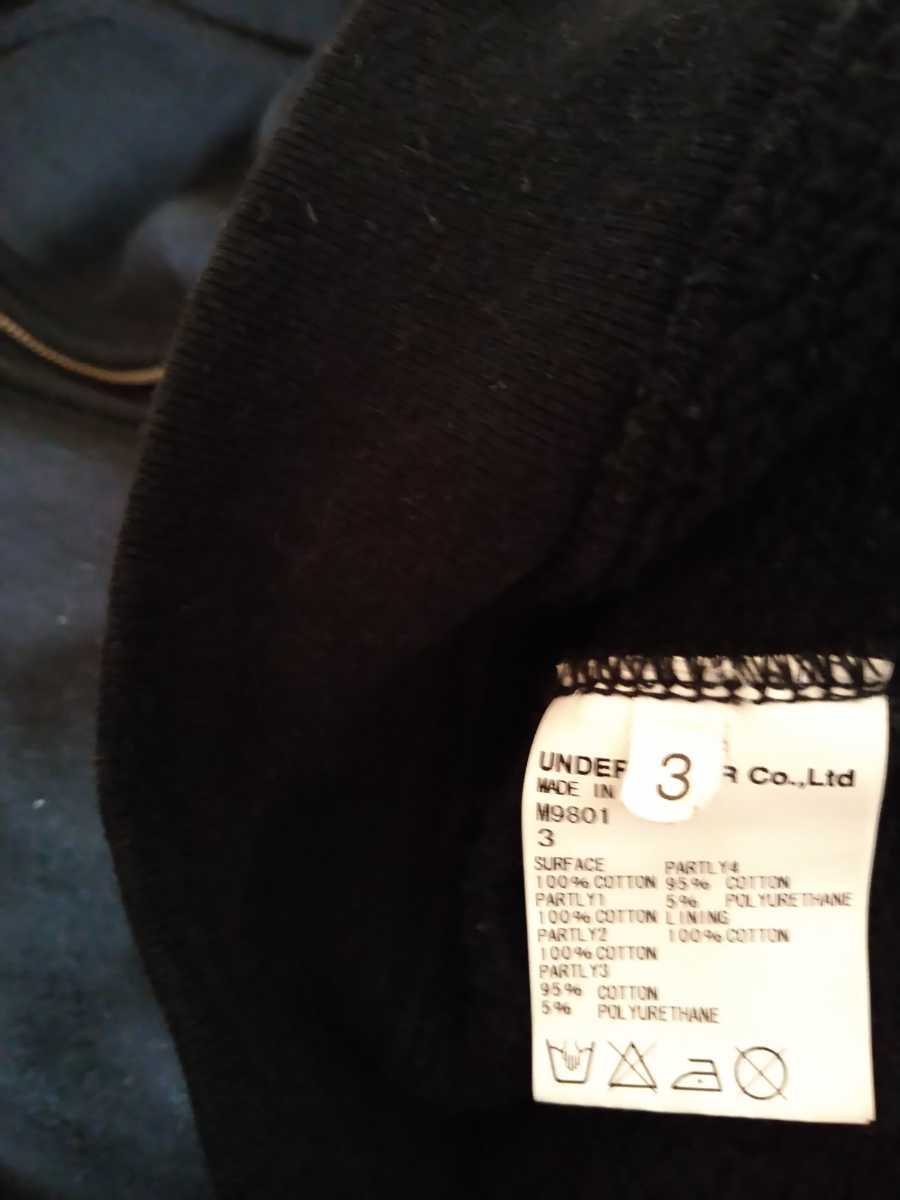 3
UNDER R Co.,Ltd
MADE IN
M9801
3
SURFACE
100% COTTON
PARTLY1
100% COTTON
PARTLY2
100% COTTON
PARTLY3
95% COTTON
5% POLYURETHANE
PARTLY4
95% COTTON
5% POLYURETHANE
LINING
100% COTTON